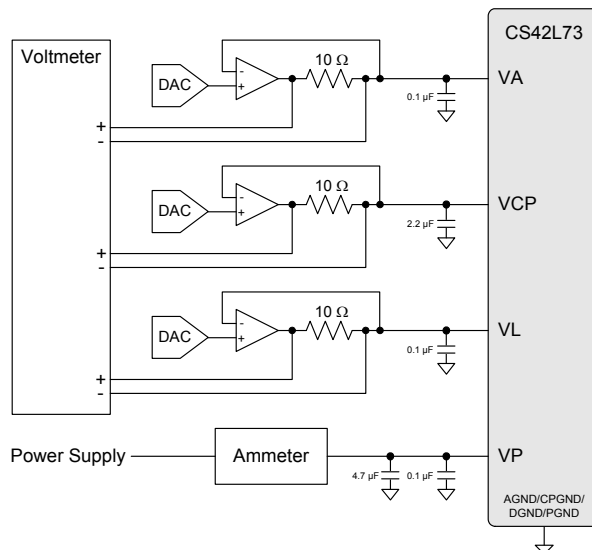 CS42L73
Voltmeter
10 Ω
DAC
-
+
VA
0.1 µF
+
-
10 Ω
DAC
-
+
VCP
2.2 µF
+
-
10 Ω
DAC
-
+
VL
0.1 µF
+
-
Power Supply
Ammeter
VP
4.7 µF
0.1 µF
AGND/CPGND/
DGND/PGND